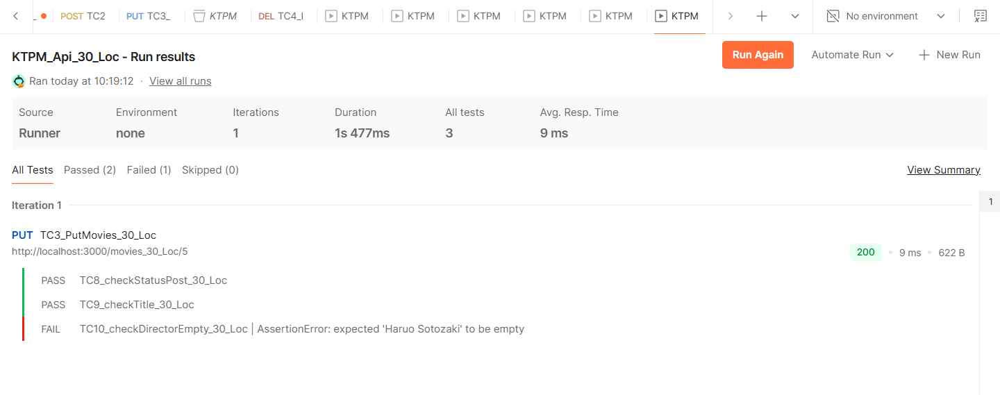 POST TC2 PUT TC3_ KTPM DEL TC4_ KTPM KTPM KTPM KTPM KTPM KTPM No environment
KTPM_Api_30_Loc - Run results Run Again Automate Run New Run
Ran today at 10:19:12 · View all runs
Source Environment Iterations Duration All tests Avg. Resp. Time
Runner none 1 1s 477ms 3 9 ms
All Tests Passed (2) Failed (1) Skipped (0) View Summary
Iteration 1 1
PUT TC3_PutMovies_30_Loc
http://localhost:3000/movies_30_Loc/5 200 9 ms 622 B
PASS TC8_checkStatusPost_30_Loc
PASS TC9_checkTitle_30_Loc
FAIL TC10_checkDirectorEmpty_30_Loc | AssertionError: expected 'Haruo Sotozaki' to be empty